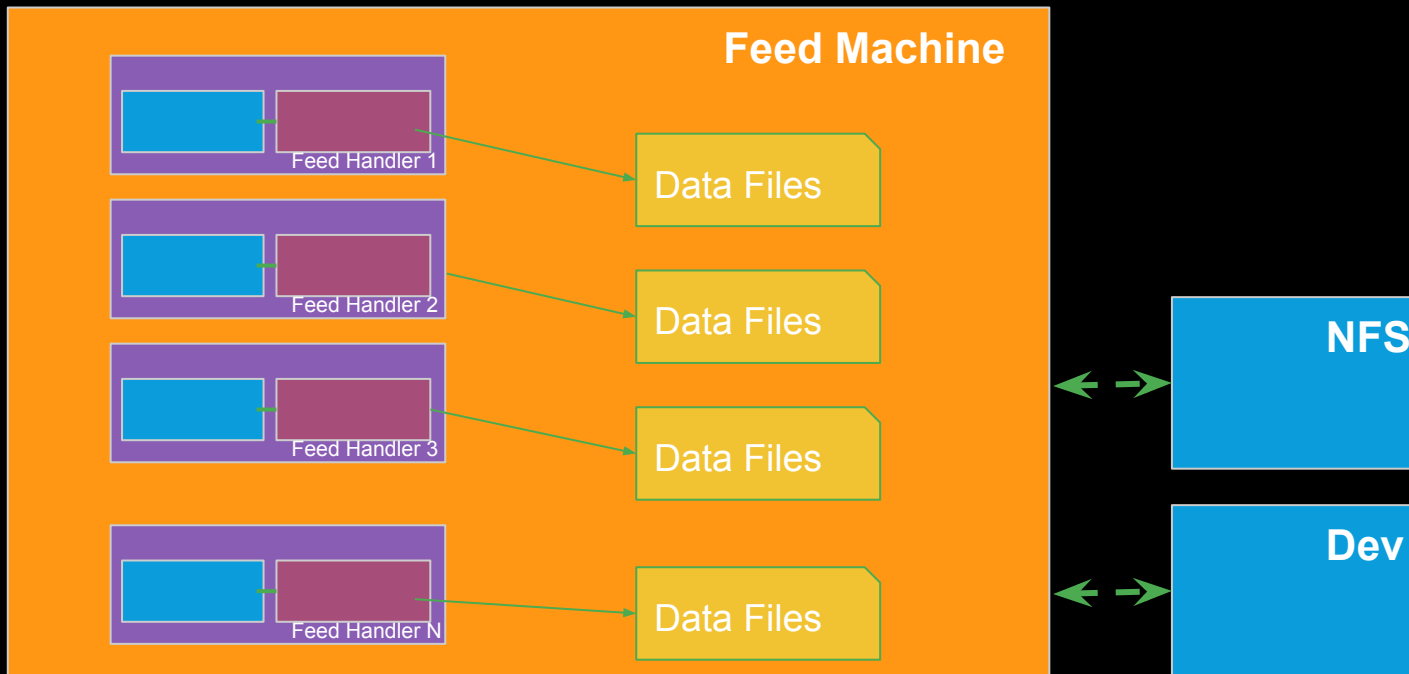 Feed Machine
Feed Handler 1
Data Files
Feed Handler 2
Data Files
NFS
Feed Handler 3
Data Files
Dev
Feed Handler N
Data Files